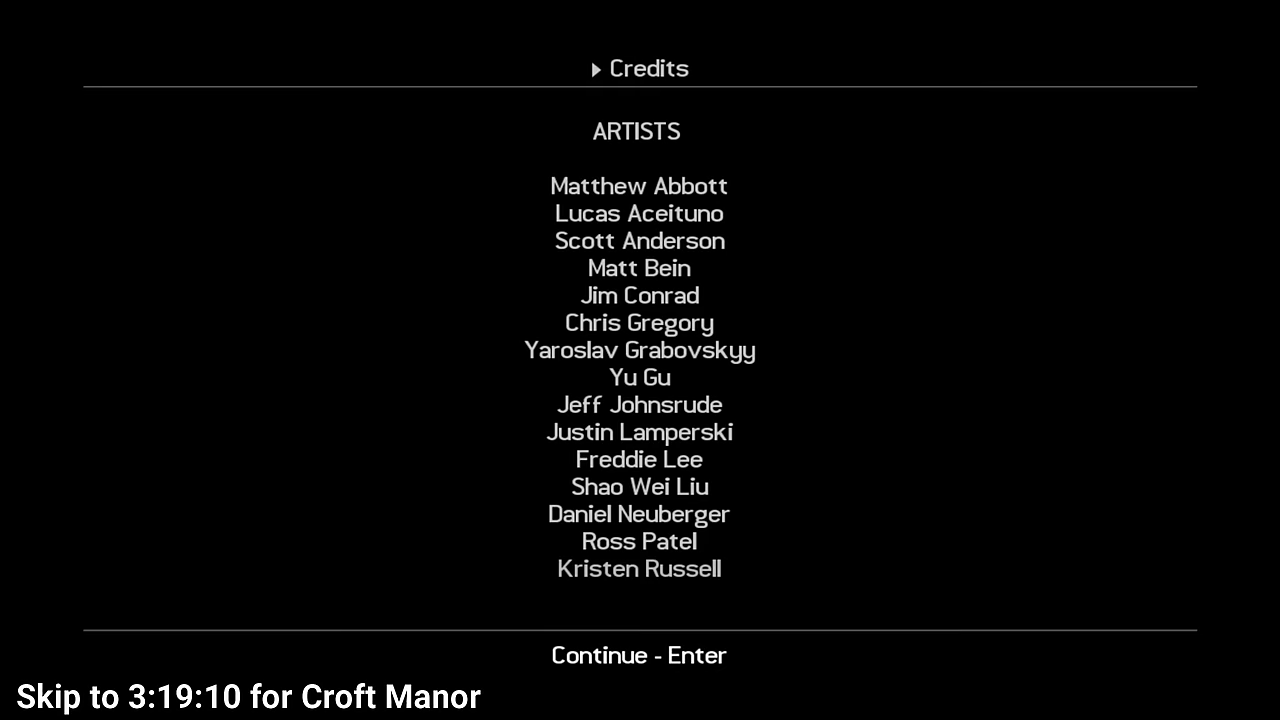 Credits
ARTISTS
Matthew Abbott
Lucas Aceituno
Scott Anderson
Matt Bein
Jim Conrad
Chris Gregory
Yaroslav Grabovskyy
Yu Gu
Jeff Johnsrude
Justin Lamperski
Freddie Lee
Shao Wei Liu
Daniel Neuberger
Ross Patel
Kristen Russell
Continue - Enter
Skip to 3:19:10 for Croft Manor